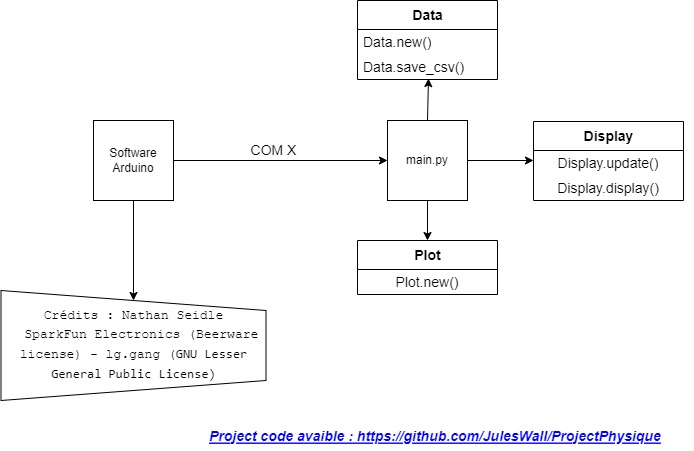 Data
Data.new()
Data.save_csv()
Software
Arduino
COM X
main.py
Display
Display.update()
Display.display()
Plot
Plot.new()
Crédits : Nathan Seidle
SparkFun Electronics (Beerware
license) – lg.gang (GNU Lesser
General Public License)
Project code avaible : https://github.com/JulesWall/ProjectPhysique